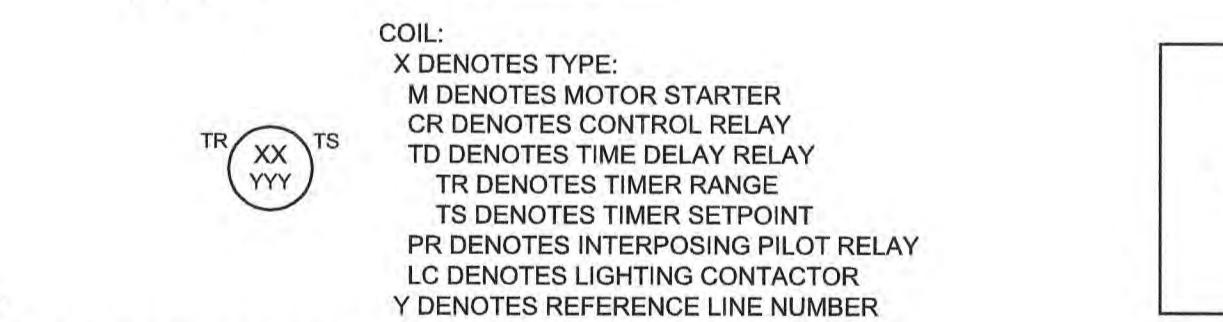 COIL:
X DENOTES TYPE:
M DENOTES MOTOR STARTER
CR DENOTES CONTROL RELAY
TR XX TS
YYY
TD DENOTES TIME DELAY RELAY
TR DENOTES TIMER RANGE
TS DENOTES TIMER SETPOINT
PR DENOTES INTERPOSING PILOT RELAY
LC DENOTES LIGHTING CONTACTOR
Y DENOTES REFERENCE LINE NUMBER